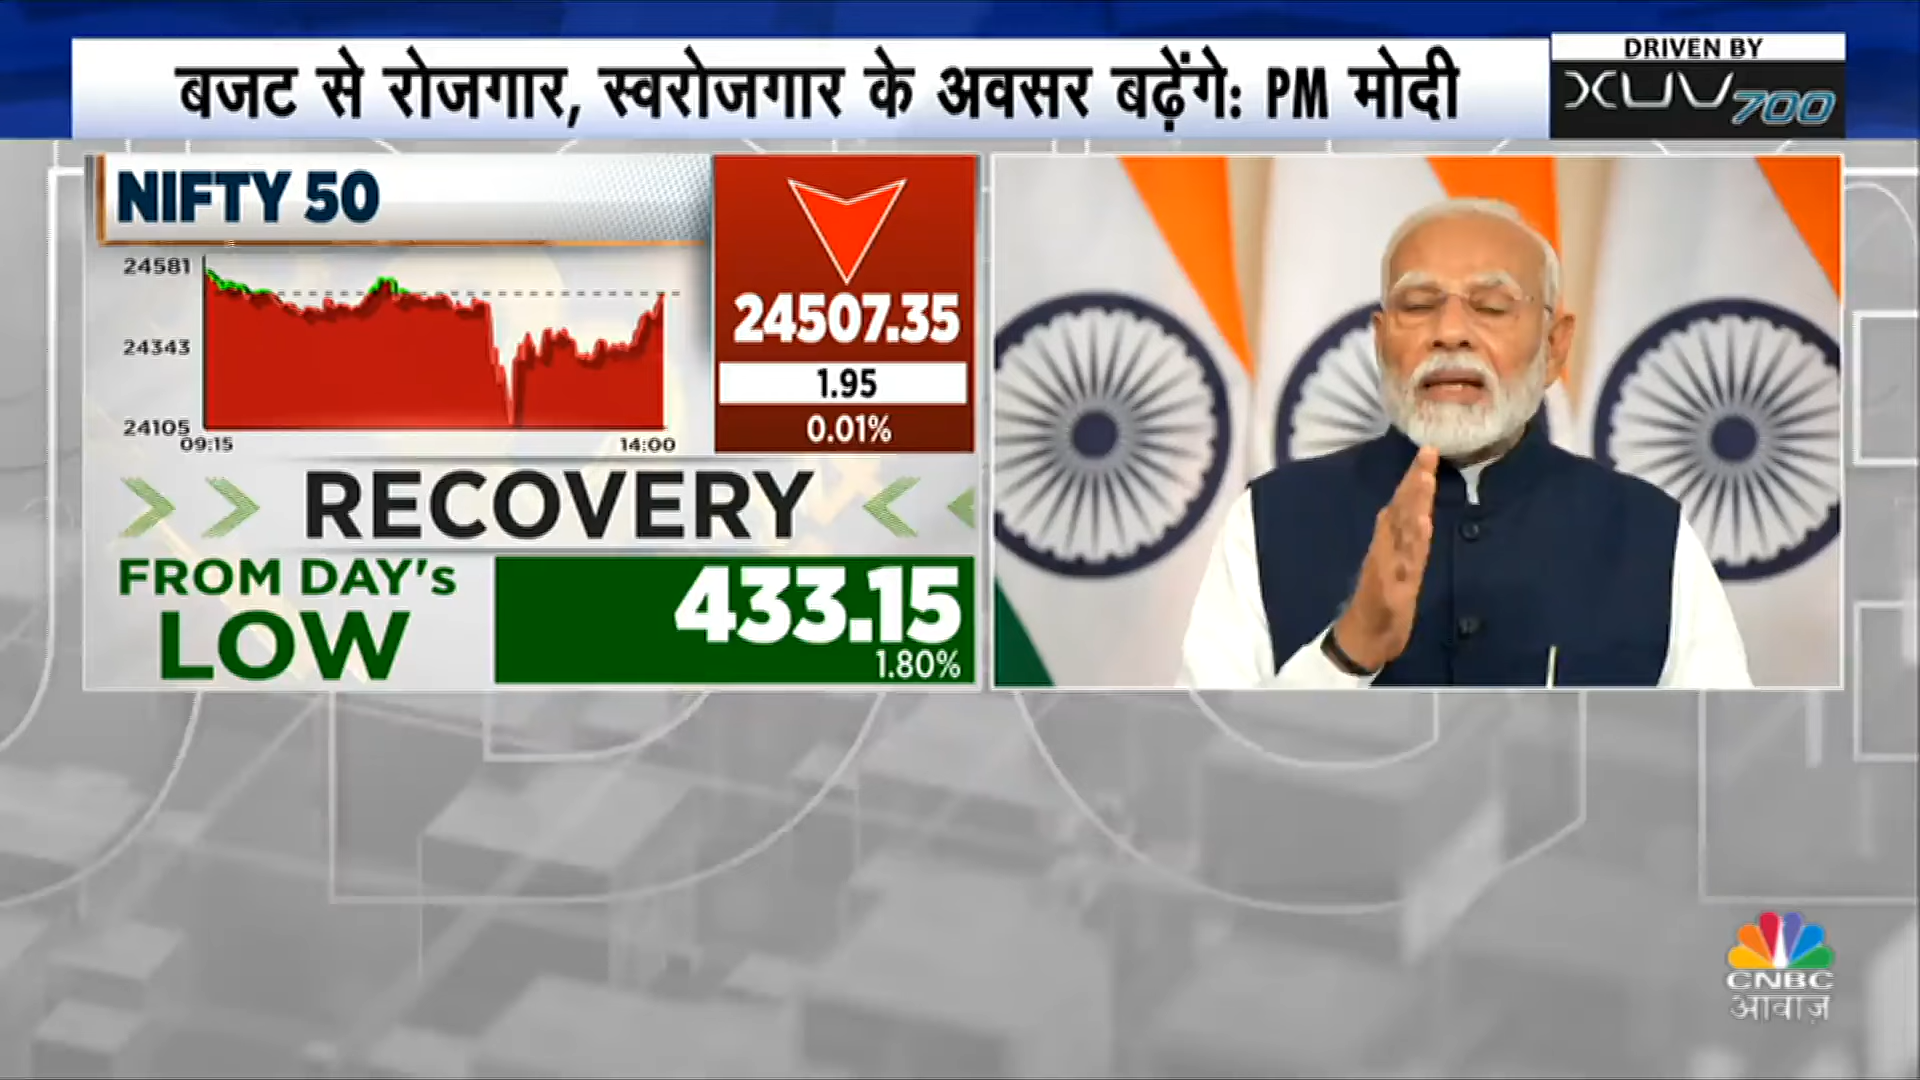 बजट से रोजगार, स्वरोजगार के अवसर बढ़ेंगे: PM मोदी
DRIVEN BY
XUV700
NIFTY 50
24581
24343
24105
09:15
14:00
24507.35
1.95
0.01%
RECOVERY
FROM DAY's
LOW
433.15
1.80%
CNBC
आवाज़